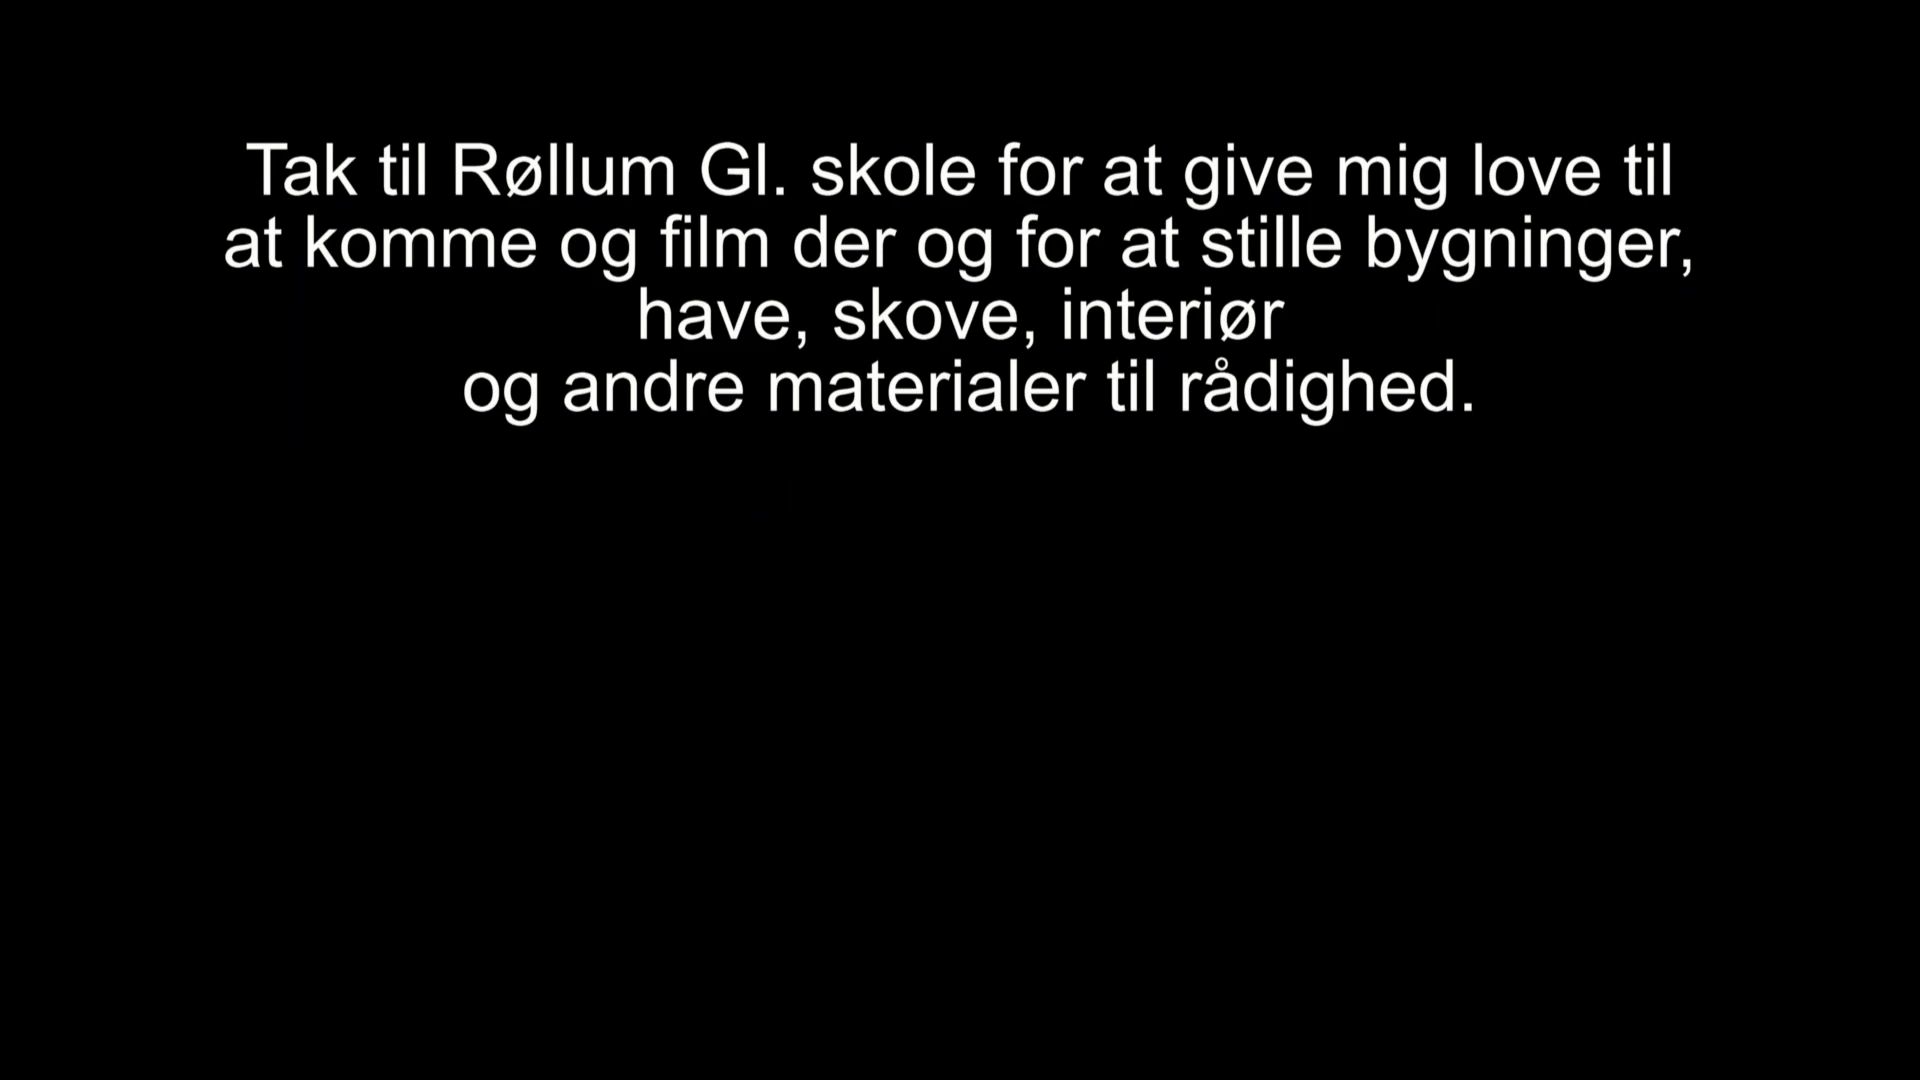 Tak til Røllum Gl. skole for at give mig love til
at komme og film der og for at stille bygninger,
have, skove, interiør
og andre materialer til rådighed.